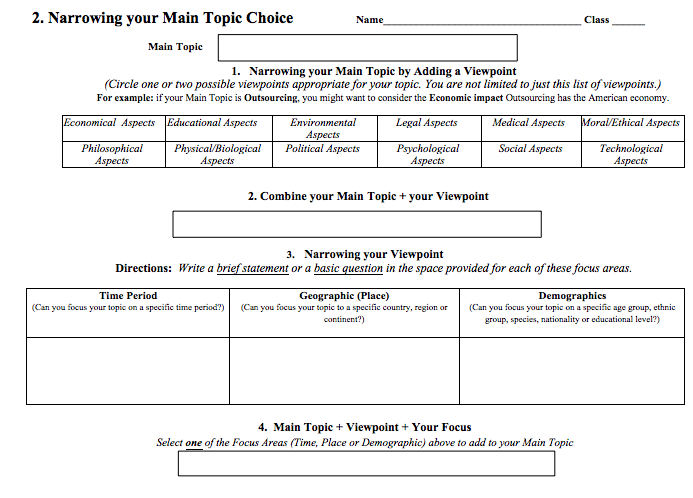 2. Narrowing your Main Topic Choice Name______________________________ Class _____
Main Topic
1. Narrowing your Main Topic by Adding a Viewpoint
(Circle one or two possible viewpoints appropriate for your topic. You are not limited to just this list of viewpoints.)
For example: if your Main Topic is Outsourcing, you might want to consider the Economic impact Outsourcing has the American economy.
Economical Aspects Educational Aspects Environmental Aspects Legal Aspects Medical Aspects Moral/Ethical Aspects
Philosophical Aspects Physical/Biological Aspects Political Aspects Psychological Aspects Social Aspects Technological Aspects
2. Combine your Main Topic + your Viewpoint
3. Narrowing your Viewpoint
Directions: Write a brief statement or a basic question in the space provided for each of these focus areas.
Time Period
(Can you focus your topic on a specific time period?)
Geographic (Place)
(Can you focus your topic to a specific country, region or
continent?)
Demographics
(Can you focus your topic on a specific age group, ethnic
group, species, nationality or educational level?)
4. Main Topic + Viewpoint + Your Focus
Select one of the Focus Areas (Time, Place or Demographic) above to add to your Main Topic